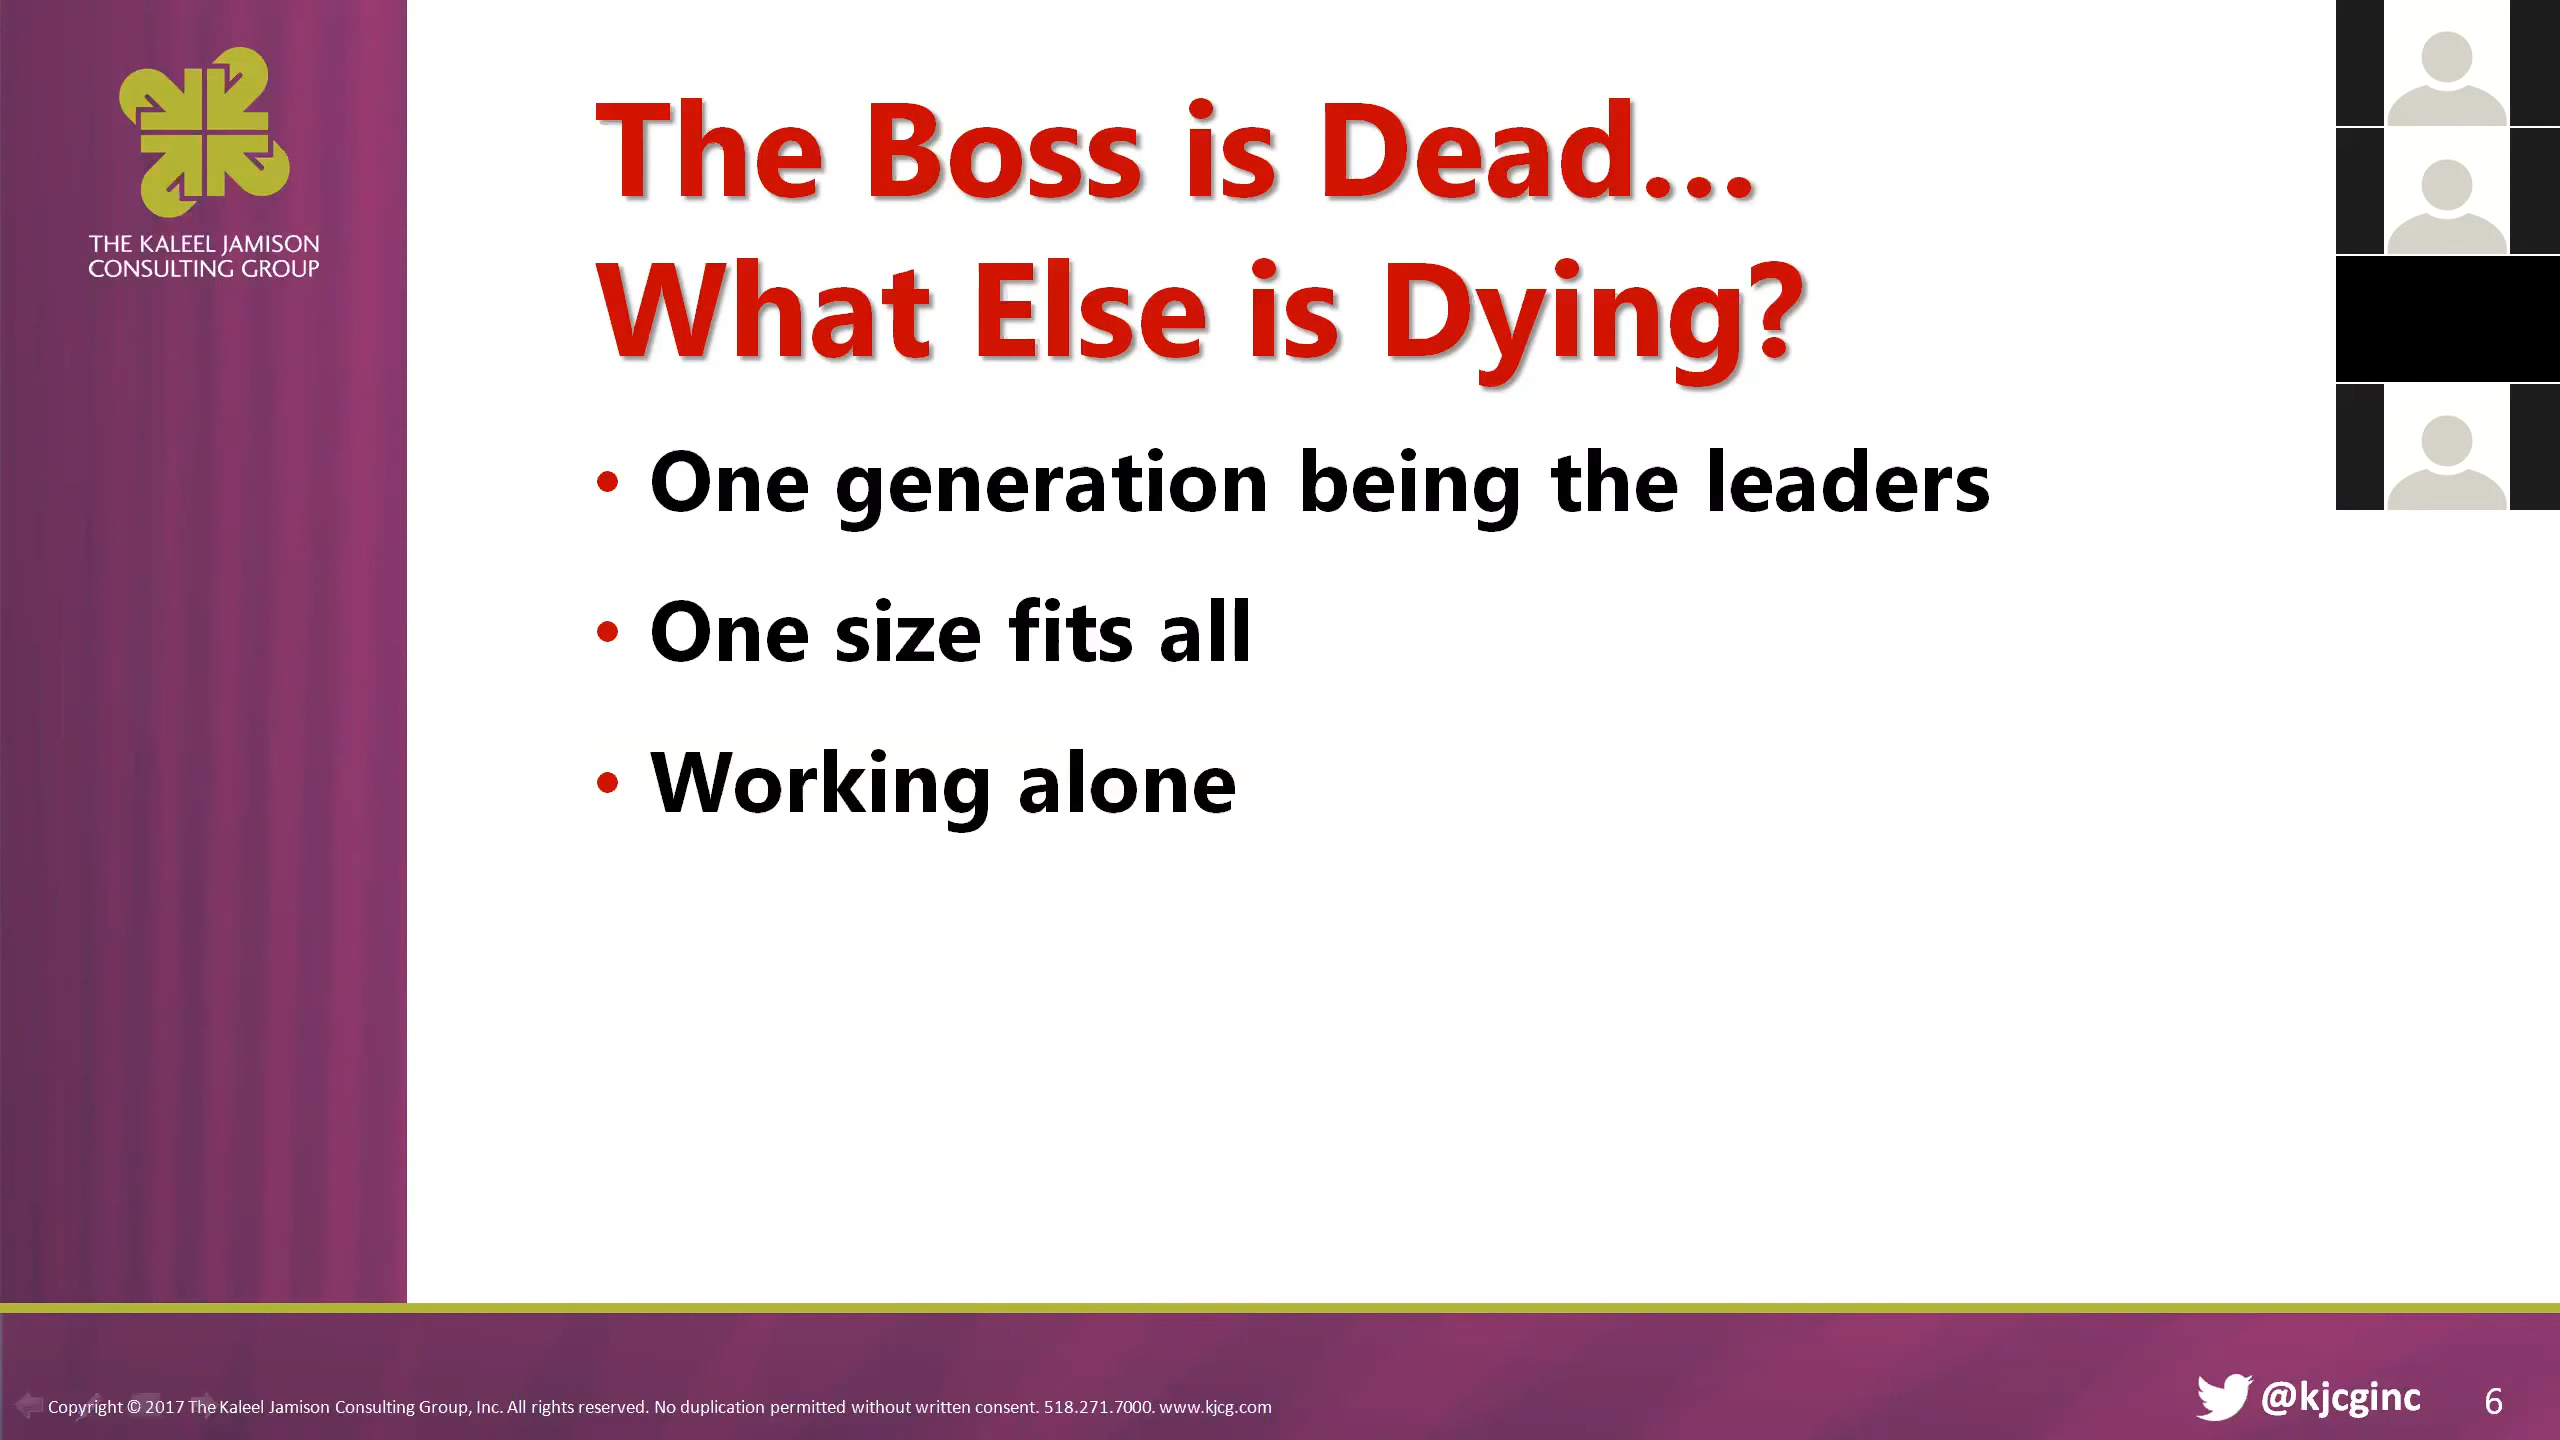 THE KALEEL JAMISON
CONSULTING GROUP
The Boss is Dead...
What Else is Dying?
• One generation being the leaders
• One size fits all
• Working alone
Copyright © 2017 The Kaleel Jamison Consulting Group, Inc. All rights reserved. No duplication permitted without written consent. 518.271.7000. www.kjcg.com
@kjcginc
6